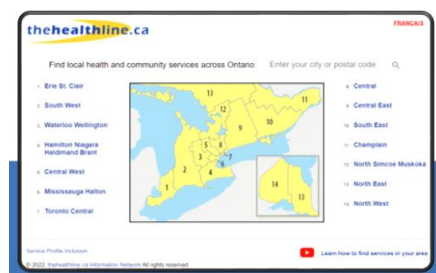 thehealthline.ca
FRANÇAIS
Find local health and community services across Ontario: Enter your city or postal code
1 Erie St. Clair
2 South West
3 Waterloo Wellington
4 Hamilton Niagara
Haldimand Brant
5 Central West
6 Mississauga Halton
7 Toronto Central
13
12
11
10
9
5 8
3 7
6
2 4
1
14
13
8 Central
9 Central East
10 South East
11 Champlain
12 North Simcoe Muskoka
13 North East
14 North West
Service Profile Inclusion
Learn how to find services in your area
© 2022 thehealthline.ca Information Network All rights reserved